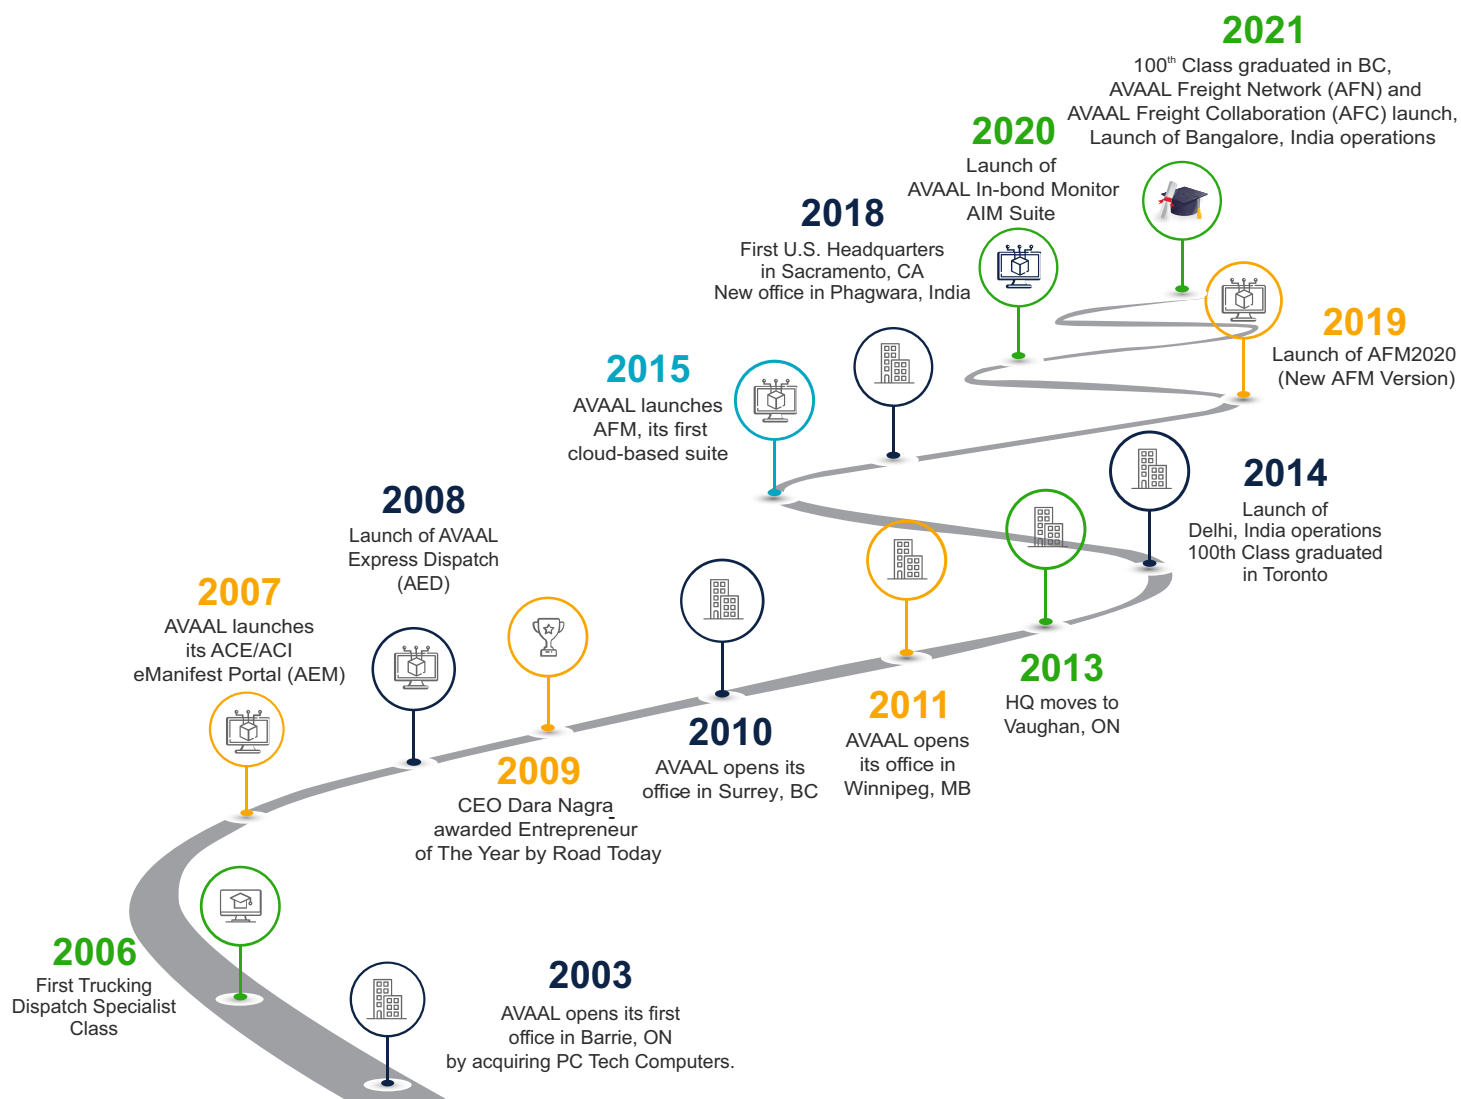 2021
100th Class graduated in BC,
AVAAL Freight Network (AFN) and
AVAAL Freight Collaboration (AFC) launch,
Launch of Bangalore, India operations
2020
Launch of
AVAAL In-bond Monitor
AIM Suite
2018
First U.S. Headquarters
in Sacramento, CA
New office in Phagwara, India
2019
Launch of AFM2020
(New AFM Version)
2015
AVAAL launches
AFM, its first
cloud-based suite
2014
Launch of
Delhi, India operations
100th Class graduated
in Toronto
2008
Launch of AVAAL
Express Dispatch
(AED)
2007
AVAAL launches
its ACE/ACI
eManifest Portal (AEM)
2013
HQ moves to
Vaughan, ON
2011
AVAAL opens
its office in
Winnipeg, MB
2010
AVAAL opens its
office in Surrey, BC
2009
CEO Dara Nagra
awarded Entrepreneur
of The Year by Road Today
2006
First Trucking
Dispatch Specialist
Class
2003
AVAAL opens its first
office in Barrie, ON
by acquiring PC Tech Computers.